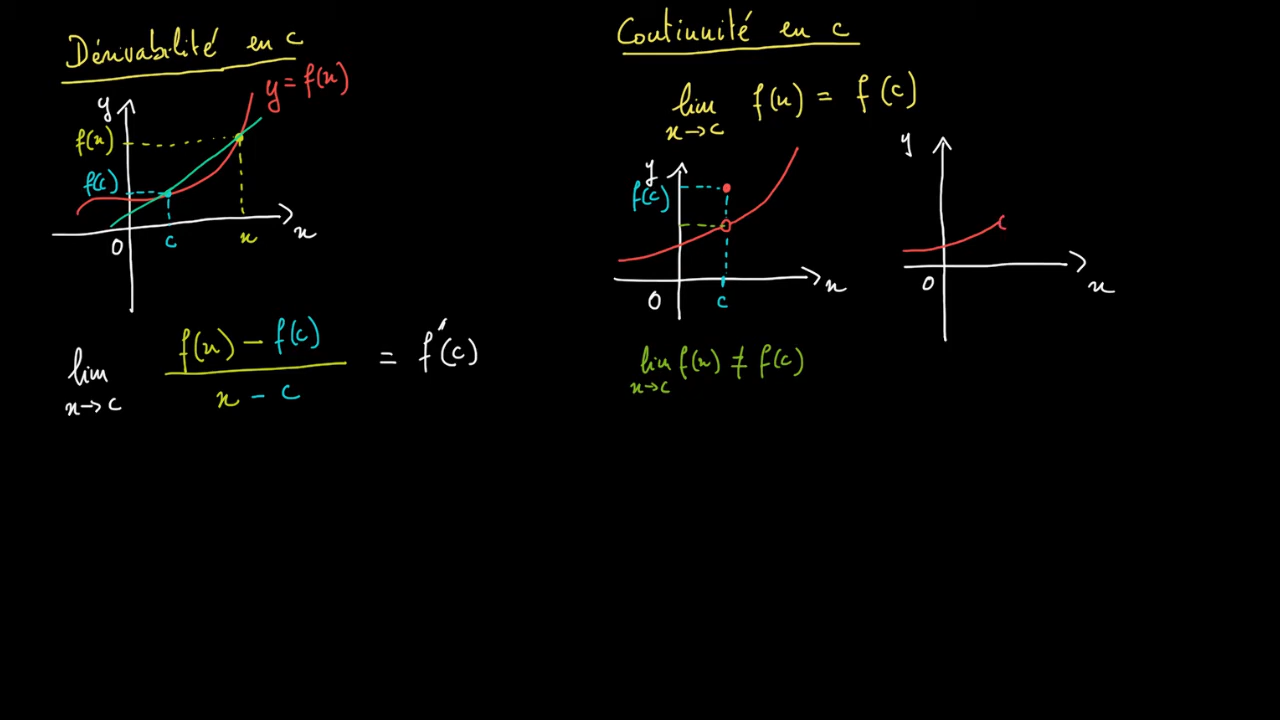 Dérivabilité en c
y = f(x)
y
f(x)
f(c)
0
c
x
x
lim x→c f(x) - f(c) / x - c = f'(c)
Continuité en c
lim x→c f(x) = f(c)
y
f(c)
0
c
x
lim x→c f(x) ≠ f(c)
y
0
x